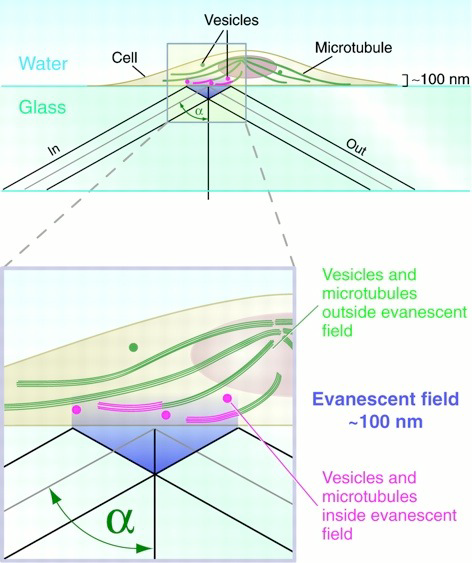 Vesicles
Cell
Microtubule
Water
~100 nm
Glass
α
In
Out
Vesicles and
microtubules
outside evanescent
field
Evanescent field
~100 nm
Vesicles and
microtubules
inside evanescent
field
α